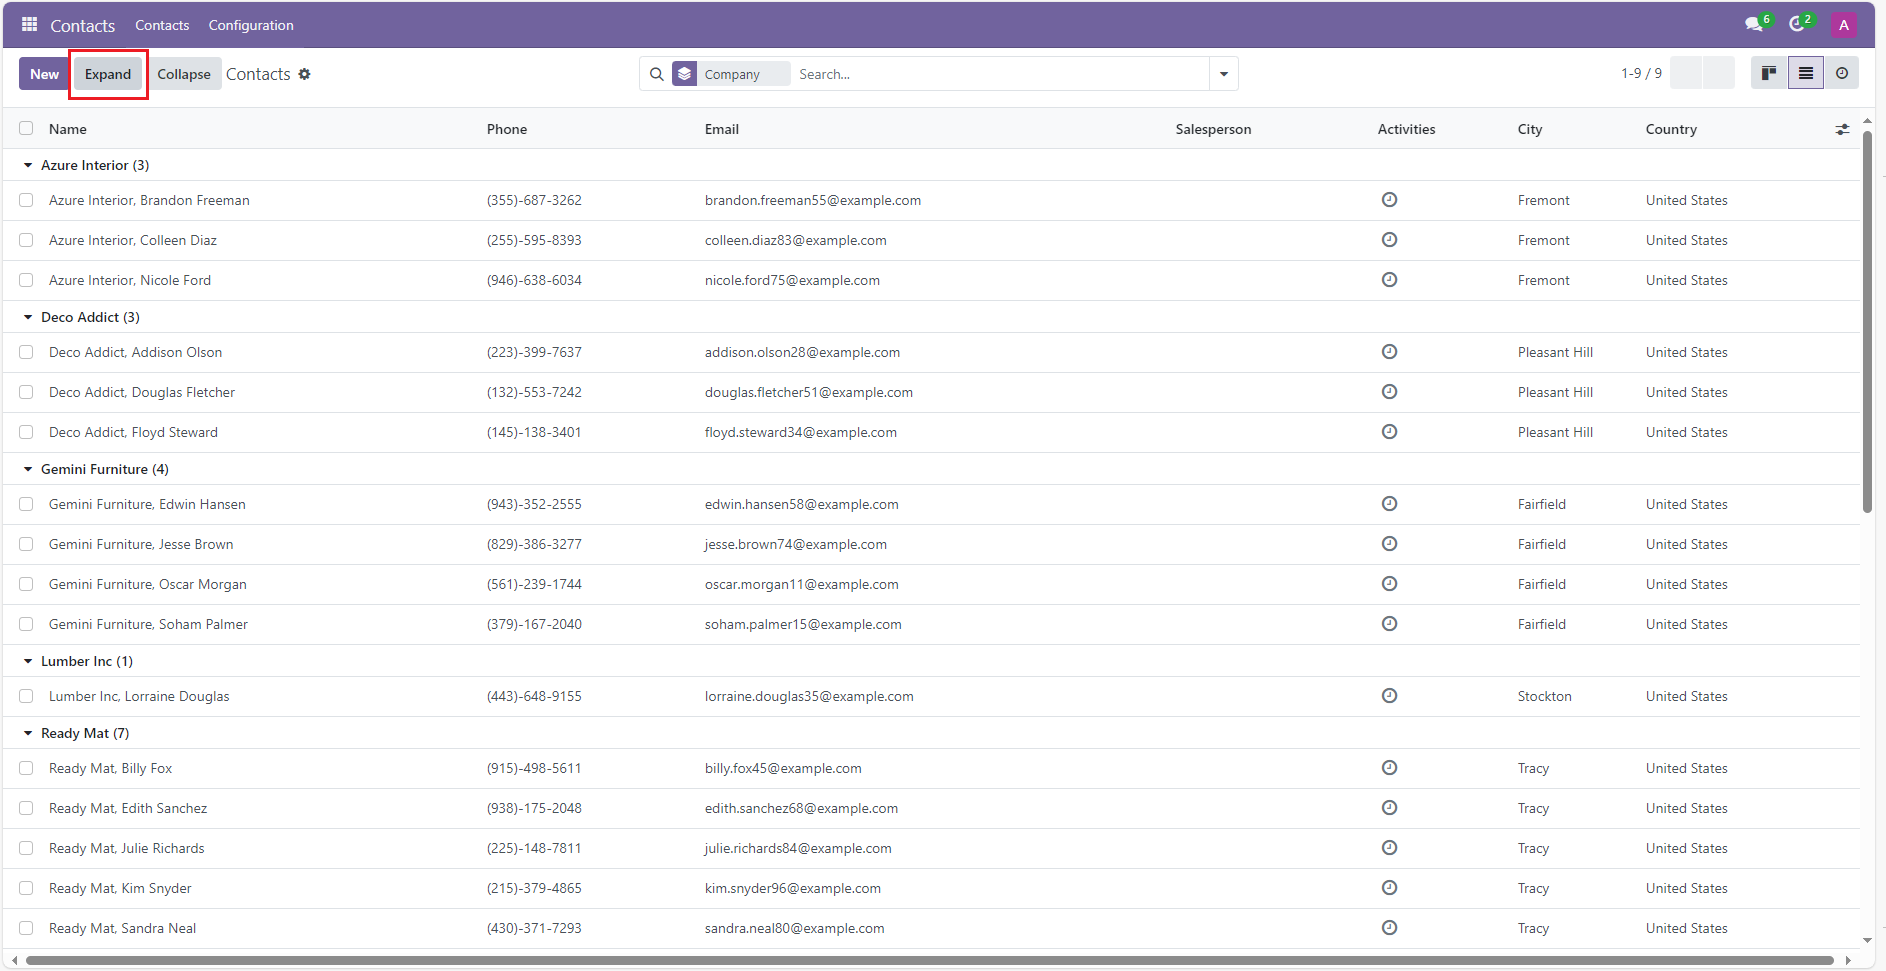 Contacts Contacts Configuration 6 2 A
New Expand Collapse Contacts Company Search... 1-9 / 9
Name Phone Email Salesperson Activities City Country
Azure Interior (3)
Azure Interior, Brandon Freeman (355)-687-3262 brandon.freeman55@example.com Fremont United States
Azure Interior, Colleen Diaz (255)-595-8393 colleen.diaz83@example.com Fremont United States
Azure Interior, Nicole Ford (946)-638-6034 nicole.ford75@example.com Fremont United States
Deco Addict (3)
Deco Addict, Addison Olson (223)-399-7637 addison.olson28@example.com Pleasant Hill United States
Deco Addict, Douglas Fletcher (132)-553-7242 douglas.fletcher51@example.com Pleasant Hill United States
Deco Addict, Floyd Steward (145)-138-3401 floyd.steward34@example.com Pleasant Hill United States
Gemini Furniture (4)
Gemini Furniture, Edwin Hansen (943)-352-2555 edwin.hansen58@example.com Fairfield United States
Gemini Furniture, Jesse Brown (829)-386-3277 jesse.brown74@example.com Fairfield United States
Gemini Furniture, Oscar Morgan (561)-239-1744 oscar.morgan11@example.com Fairfield United States
Gemini Furniture, Soham Palmer (379)-167-2040 soham.palmer15@example.com Fairfield United States
Lumber Inc (1)
Lumber Inc, Lorraine Douglas (443)-648-9155 lorraine.douglas35@example.com Stockton United States
Ready Mat (7)
Ready Mat, Billy Fox (915)-498-5611 billy.fox45@example.com Tracy United States
Ready Mat, Edith Sanchez (938)-175-2048 edith.sanchez68@example.com Tracy United States
Ready Mat, Julie Richards (225)-148-7811 julie.richards84@example.com Tracy United States
Ready Mat, Kim Snyder (215)-379-4865 kim.snyder96@example.com Tracy United States
Ready Mat, Sandra Neal (430)-371-7293 sandra.neal80@example.com Tracy United States